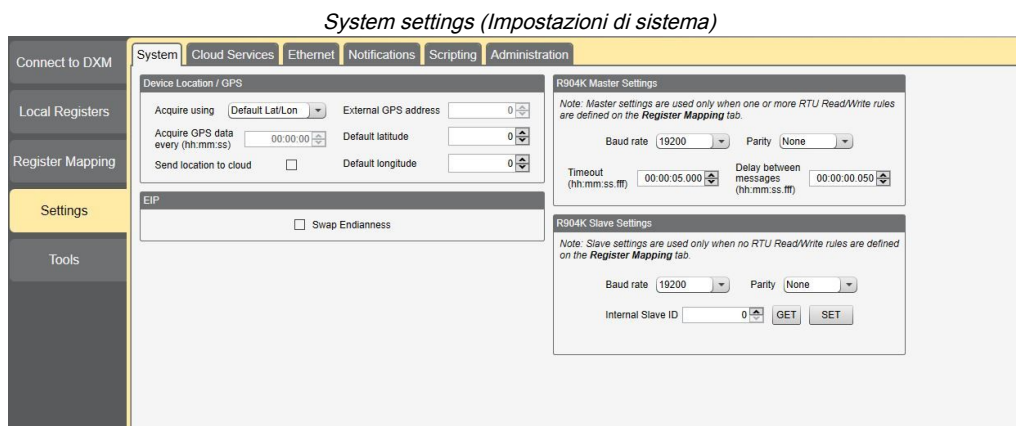 System settings (Impostazioni di sistema)
Connect to DXM
Local Registers
Register Mapping
Settings
Tools
System
Cloud Services
Ethernet
Notifications
Scripting
Administration
Device Location / GPS
Acquire using
Default Lat/Lon
External GPS address
0
Acquire GPS data
every (hh:mm:ss)
00:00:00
Default latitude
0
Send location to cloud
Default longitude
0
EIP
Swap Endianness
R904K Master Settings
Note: Master settings are used only when one or more RTU Read/Write rules
are defined on the Register Mapping tab.
Baud rate
19200
Parity
None
Timeout
(hh:mm:ss.fff)
00:00:05.000
Delay between
messages
(hh:mm:ss.fff)
00:00:00.050
R904K Slave Settings
Note: Slave settings are used only when no RTU Read/Write rules are defined
on the Register Mapping tab.
Baud rate
19200
Parity
None
Internal Slave ID
0
GET
SET